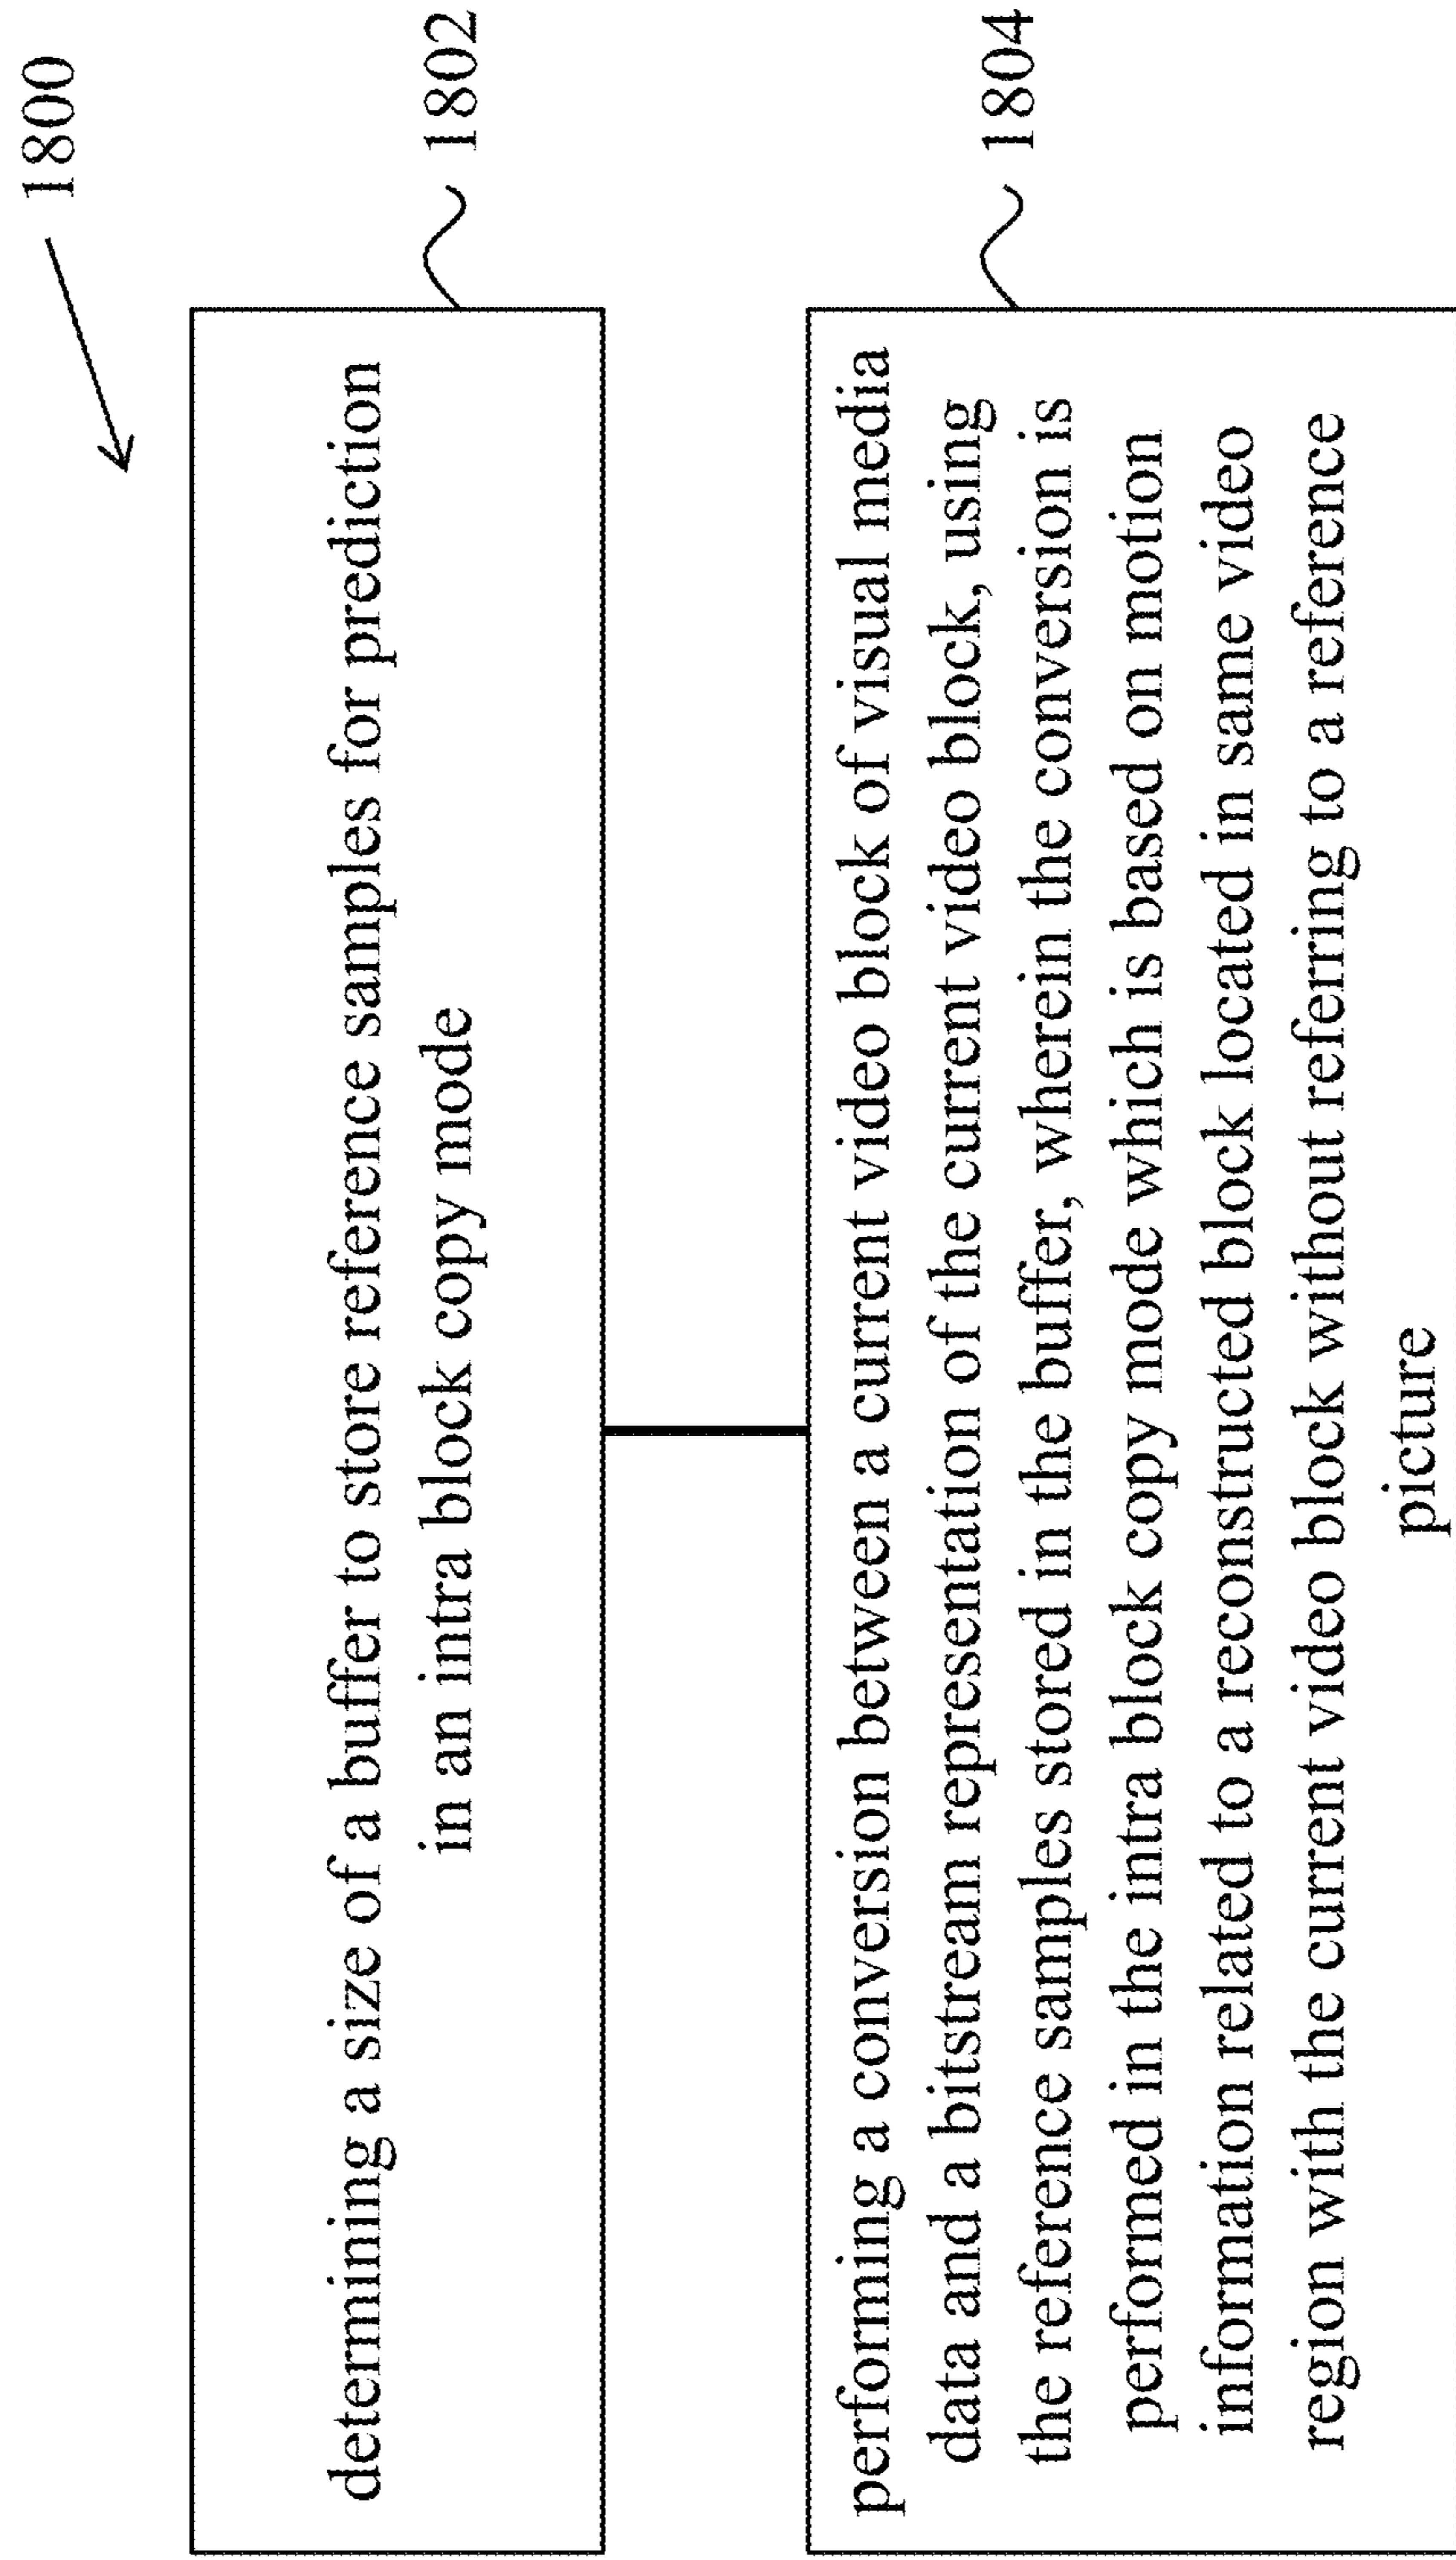 1800
determining a size of a buffer to store reference samples for prediction
in an intra block copy mode
1802
performing a conversion between a current video block of visual media
data and a bitstream representation of the current video block, using
the reference samples stored in the buffer, wherein the conversion is
performed in the intra block copy mode which is based on motion
information related to a reconstructed block located in same video
region with the current video block without referring to a reference
picture
1804